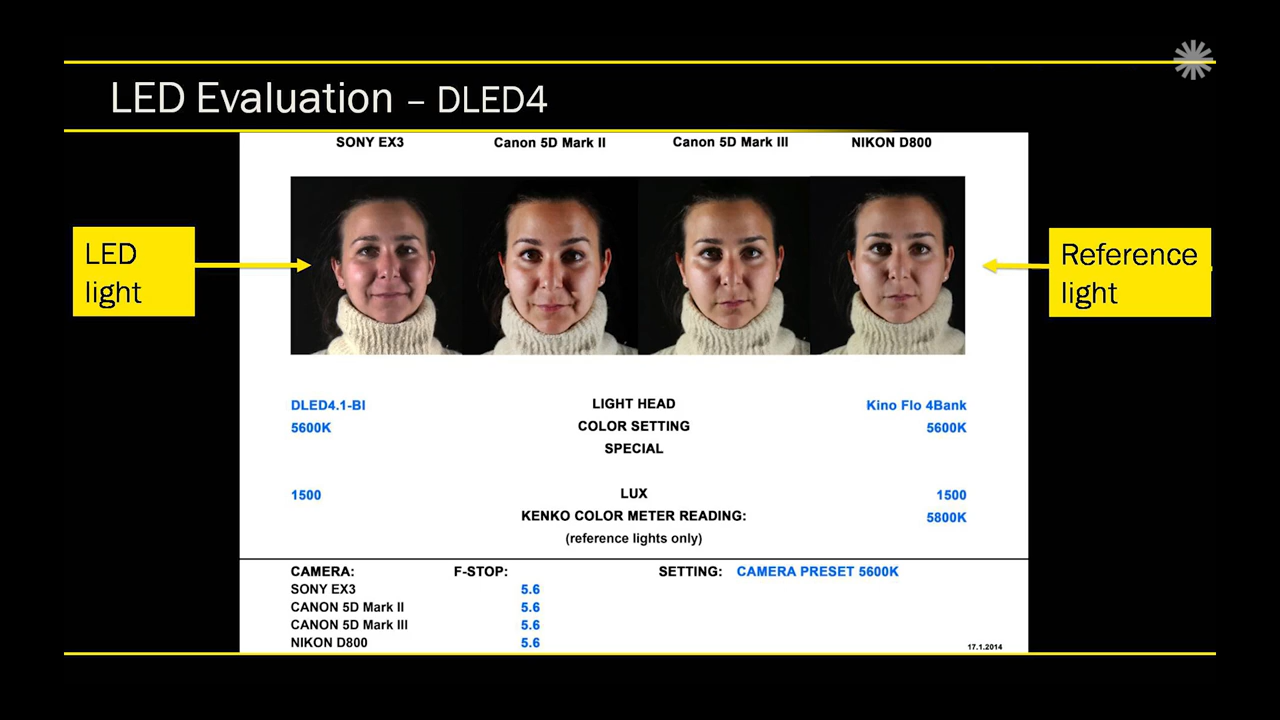 LED Evaluation – DLED4
SONY EX3 Canon 5D Mark II Canon 5D Mark III NIKON D800
LED
light
Reference
light
DLED4.1-BI LIGHT HEAD Kino Flo 4Bank
5600K COLOR SETTING 5600K
SPECIAL
1500 LUX 1500
KENKO COLOR METER READING: 5800K
(reference lights only)
CAMERA: F-STOP: SETTING: CAMERA PRESET 5600K
SONY EX3 5.6
CANON 5D Mark II 5.6
CANON 5D Mark III 5.6
NIKON D800 5.6
17.1.2014